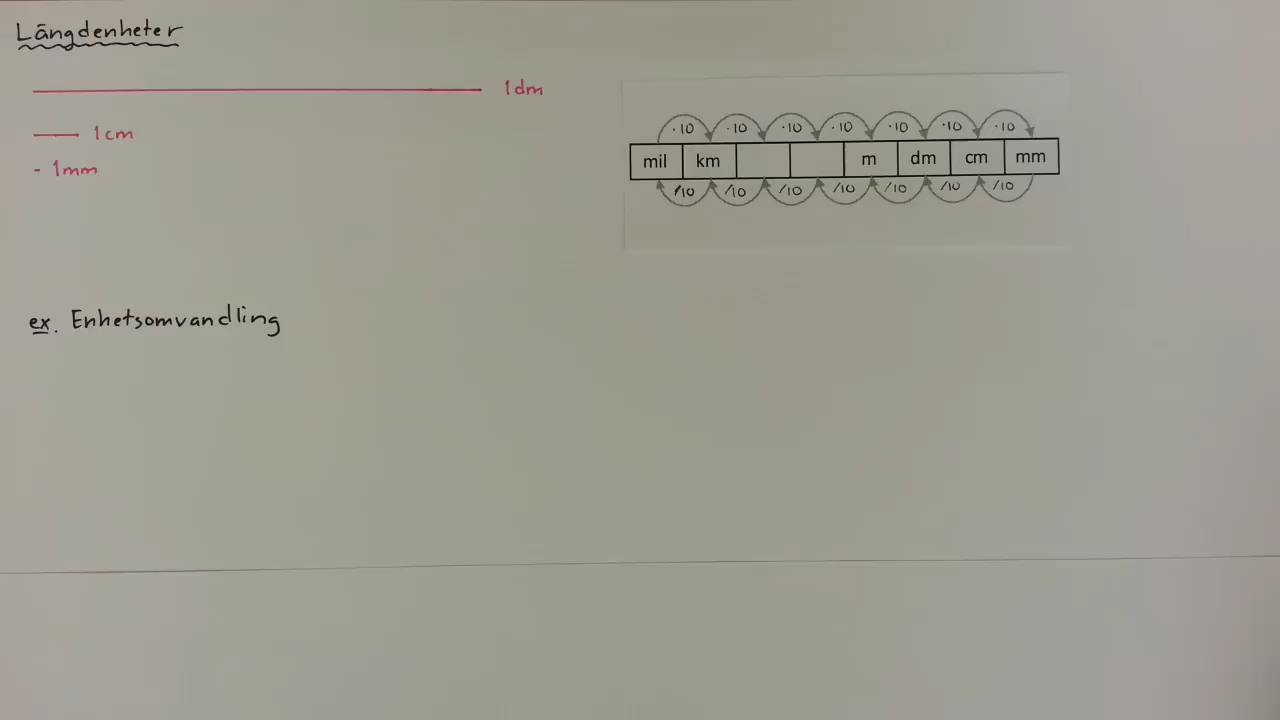 Längdenheter
1dm
1cm
- 1mm
·10 ·10 ·10 ·10 ·10 ·10 ·10
mil km m dm cm mm
/10 /10 /10 /10 /10 /10 /10
ex. Enhetsomvandling